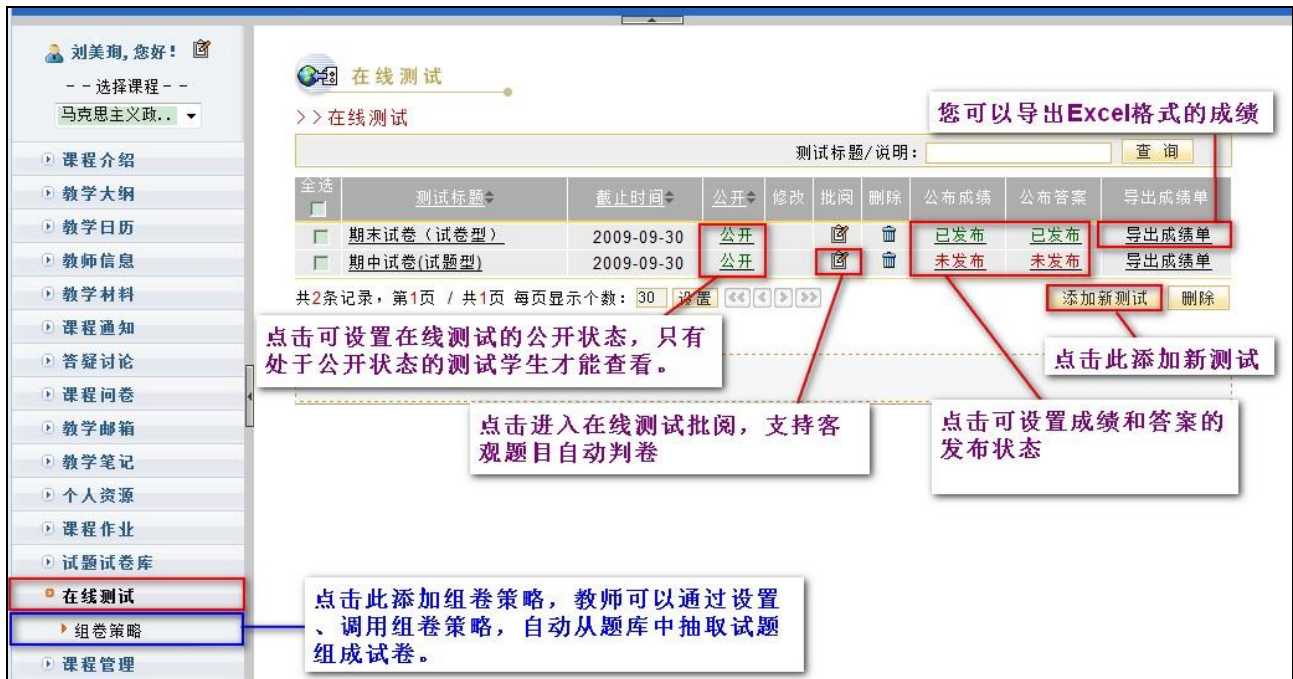 刘美珣,您好!
--选择课程--
马克思主义政..
课程介绍
教学大纲
教学日历
教师信息
教学材料
课程通知
答疑讨论
课程问卷
教学邮箱
教学笔记
个人资源
课程作业
试题试卷库
在线测试
组卷策略
课程管理
在线测试
>>在线测试
您可以导出Excel格式的成绩
测试标题/说明: 查 询
全选 测试标题 截止时间 公开 修改 批阅 删除 公布成绩 公布答案 导出成绩单
期末试卷(试卷型) 2009-09-30 公开 已发布 已发布 导出成绩单
期中试卷(试题型) 2009-09-30 公开 未发布 未发布 导出成绩单
共2条记录,第1页 / 共1页 每页显示个数: 30 设置 添加新测试 删除
点击可设置在线测试的公开状态,只有
处于公开状态的测试学生才能查看。
点击此添加新测试
点击进入在线测试批阅,支持客
观题目自动判卷
点击可设置成绩和答案的
发布状态
点击此添加组卷策略,教师可以通过设置
、调用组卷策略,自动从题库中抽取试题
组成试卷。